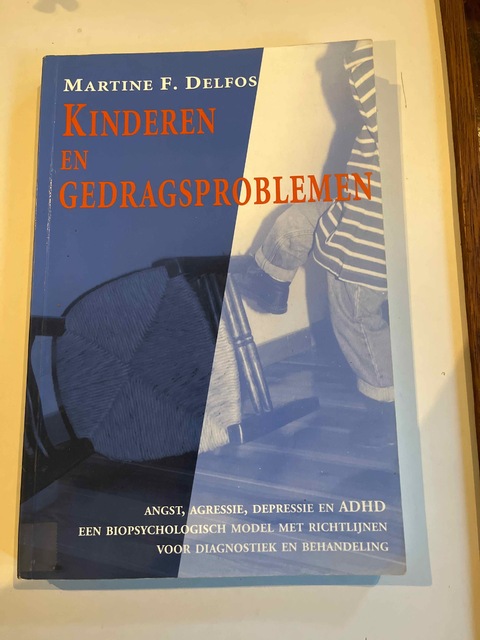 MARTINE F. DELFOS
KINDEREN
EN
GEDRAGSPROBLEMEN
ANGST, AGRESSIE, DEPRESSIE EN ADHD
EEN BIOPSYCHOLOGISCH MODEL MET RICHTLIJNEN
VOOR DIAGNOSTIEK EN BEHANDELING